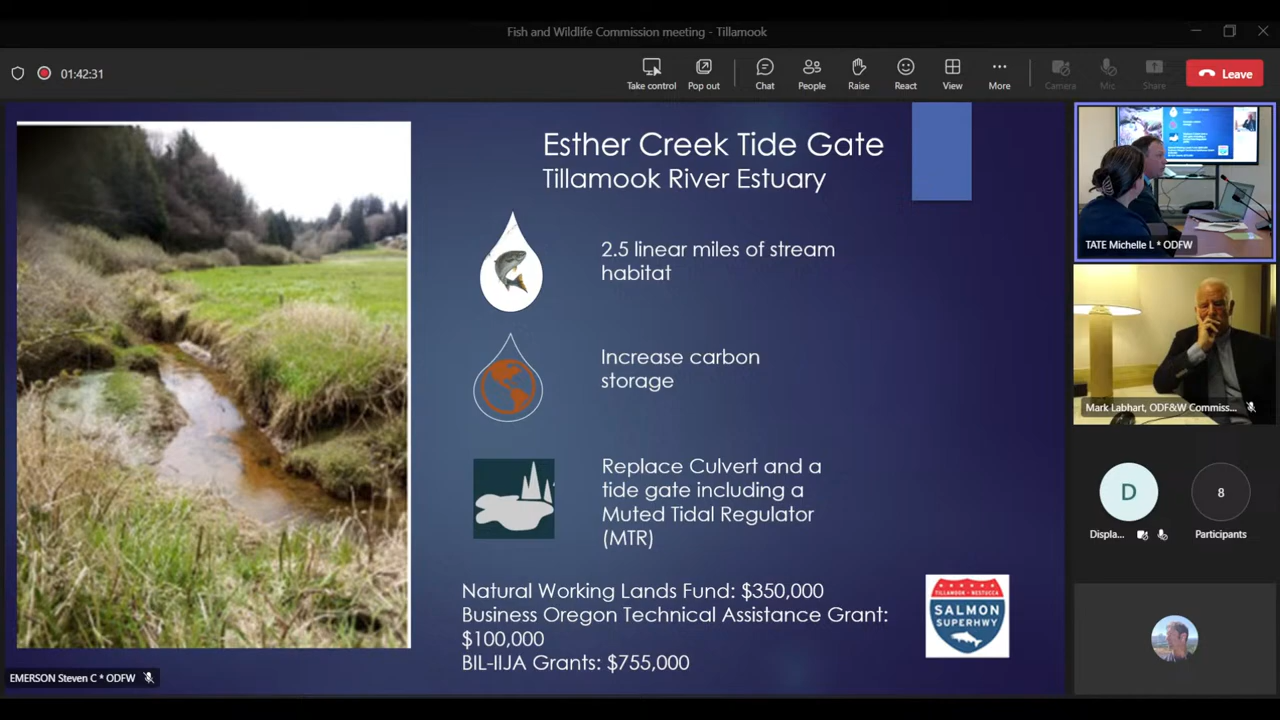 Fish and Wildlife Commission meeting - Tillamook
01:42:31
Take control
Pop out
Chat
People
Raise
React
View
More
Camera
Mic
Share
Leave
Esther Creek Tide Gate
Tillamook River Estuary
2.5 linear miles of stream
habitat
Increase carbon
storage
Replace Culvert and a
tide gate including a
Muted Tidal Regulator
(MTR)
Natural Working Lands Fund: $350,000
Business Oregon Technical Assistance Grant:
$100,000
BIL-IIJA Grants: $755,000
TILLAMOOK - NESTUCCA
SALMON
SUPERHWY
EMERSON Steven C * ODFW
TATE Michelle L * ODFW
Mark Labhart, ODF&W Commiss...
D
Displa...
8
Participants